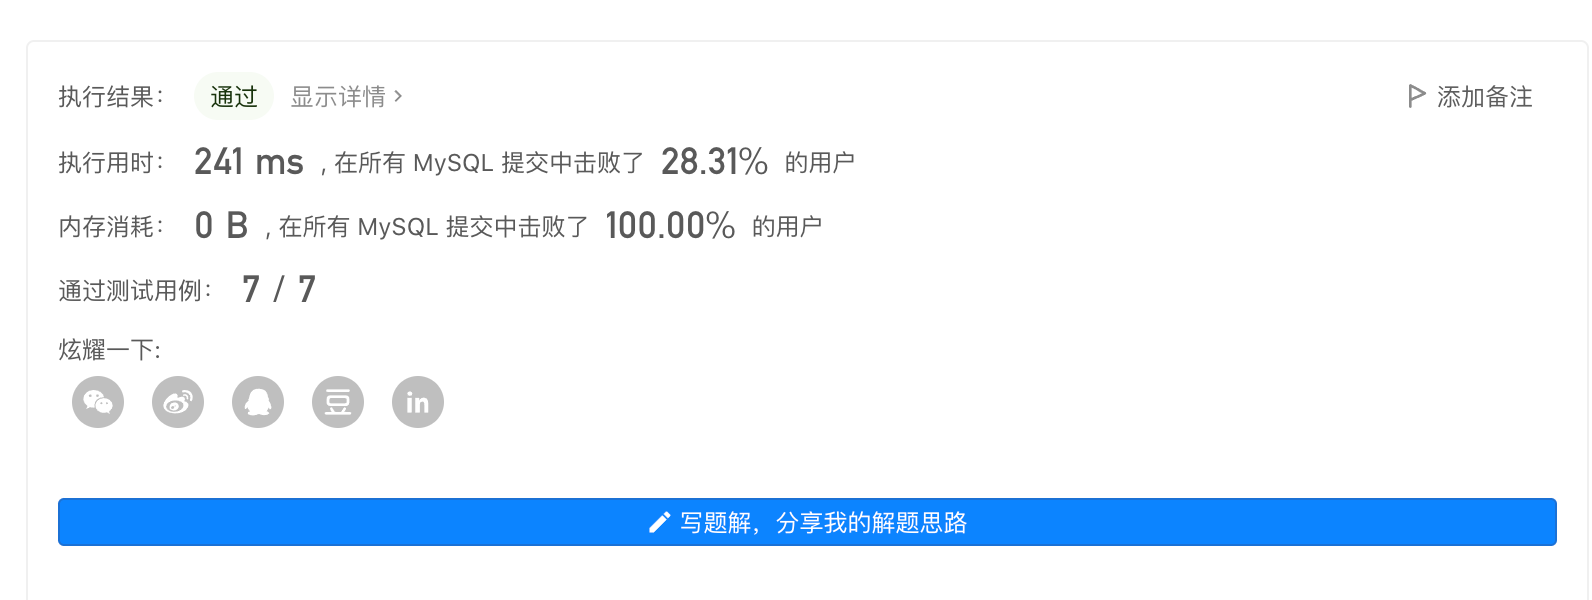 执行结果： 通过 显示详情 > 添加备注
执行用时： 241 ms , 在所有 MySQL 提交中击败了 28.31% 的用户
内存消耗： 0 B , 在所有 MySQL 提交中击败了 100.00% 的用户
通过测试用例： 7 / 7
炫耀一下:
豆 in
写题解，分享我的解题思路